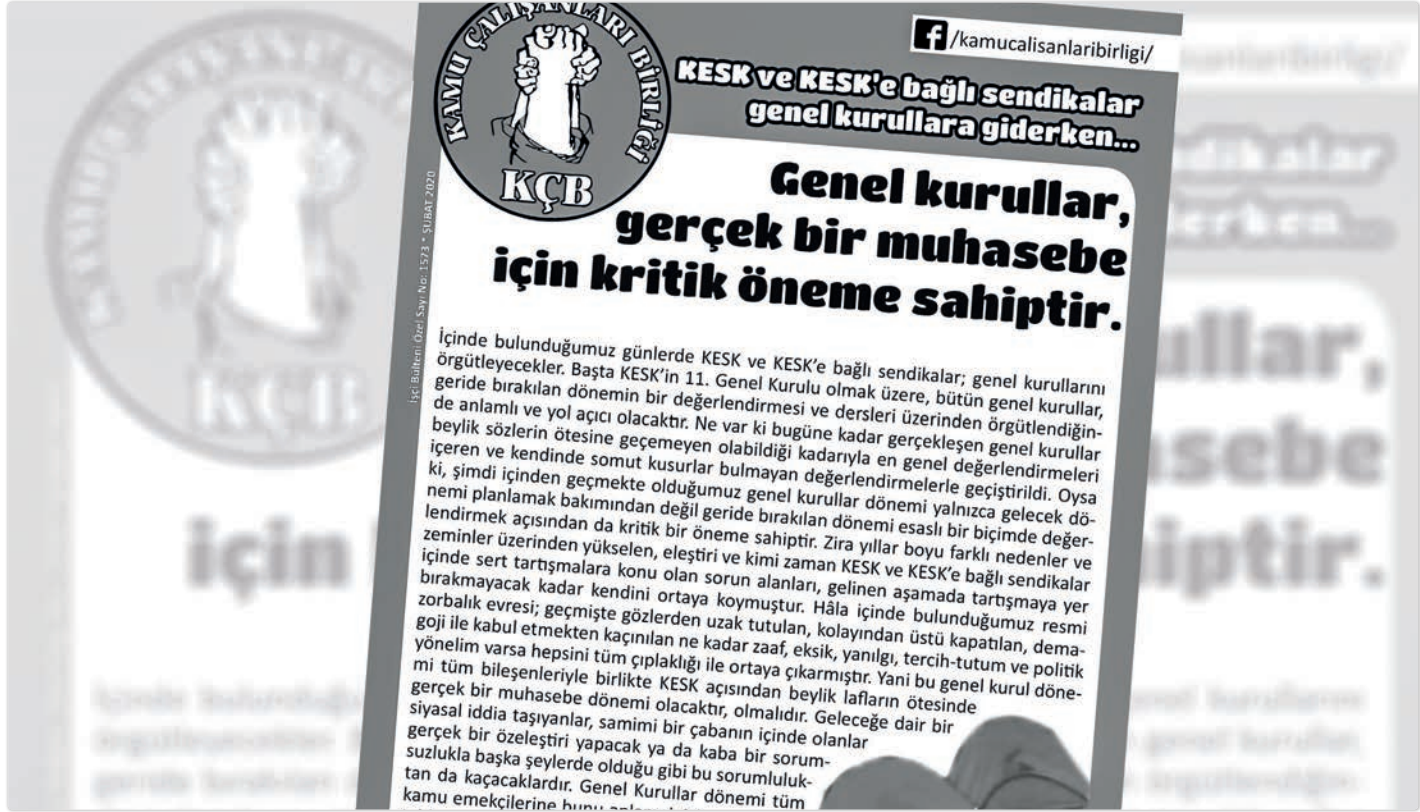 KAMU ÇALIŞANLARI BİRLİĞİ
KÇB
/kamucalisanlaribirligi/
KESK ve KESK'e bağlı sendikalar
genel kurullara giderken...
Genel kurullar,
gerçek bir muhasebe
için kritik öneme sahiptir.
İşçi Bülteni Özel Sayı No: 1573 * ŞUBAT 2020
İçinde bulunduğumuz günlerde KESK ve KESK’e bağlı sendikalar; genel kurullarını
örgütleyecekler. Başta KESK’in 11. Genel Kurulu olmak üzere, bütün genel kurullar,
geride bırakılan dönemin bir değerlendirmesi ve dersleri üzerinden örgütlendiğin-
de anlamlı ve yol açıcı olacaktır. Ne var ki bugüne kadar gerçekleşen genel kurullar
beylik sözlerin ötesine geçemeyen olabildiği kadarıyla en genel değerlendirmeleri
içeren ve kendinde somut kusurlar bulmayan değerlendirmelerle geçiştirildi. Oysa
ki, şimdi içinden geçmekte olduğumuz genel kurullar dönemi yalnızca gelecek dö-
nemi planlamak bakımından değil geride bırakılan dönemi esaslı bir biçimde değer-
lendirmek açısından da kritik bir öneme sahiptir. Zira yıllar boyu farklı nedenler ve
zeminler üzerinden yükselen, eleştiri ve kimi zaman KESK ve KESK’e bağlı sendikalar
içinde sert tartışmalara konu olan sorun alanları, gelinen aşamada tartışmaya yer
bırakmayacak kadar kendini ortaya koymuştur. Hâla içinde bulunduğumuz resmi
zorbalık evresi; geçmişte gözlerden uzak tutulan, kolayından üstü kapatılan, dema-
goji ile kabul etmekten kaçınılan ne kadar zaaf, eksik, yanılgı, tercih-tutum ve politik
yönelim varsa hepsini tüm çıplaklığı ile ortaya çıkarmıştır. Yani bu genel kurul döne-
mi tüm bileşenleriyle birlikte KESK açısından beylik lafların ötesinde
gerçek bir muhasebe dönemi olacaktır, olmalıdır. Geleceğe dair bir
siyasal iddia taşıyanlar, samimi bir çabanın içinde olanlar
gerçek bir özeleştiri yapacak ya da kaba bir sorum-
suzlukla başka şeylerde olduğu gibi bu sorumluluk-
tan da kaçacaklardır. Genel Kurullar dönemi tüm
kamu emekçilerine bunu